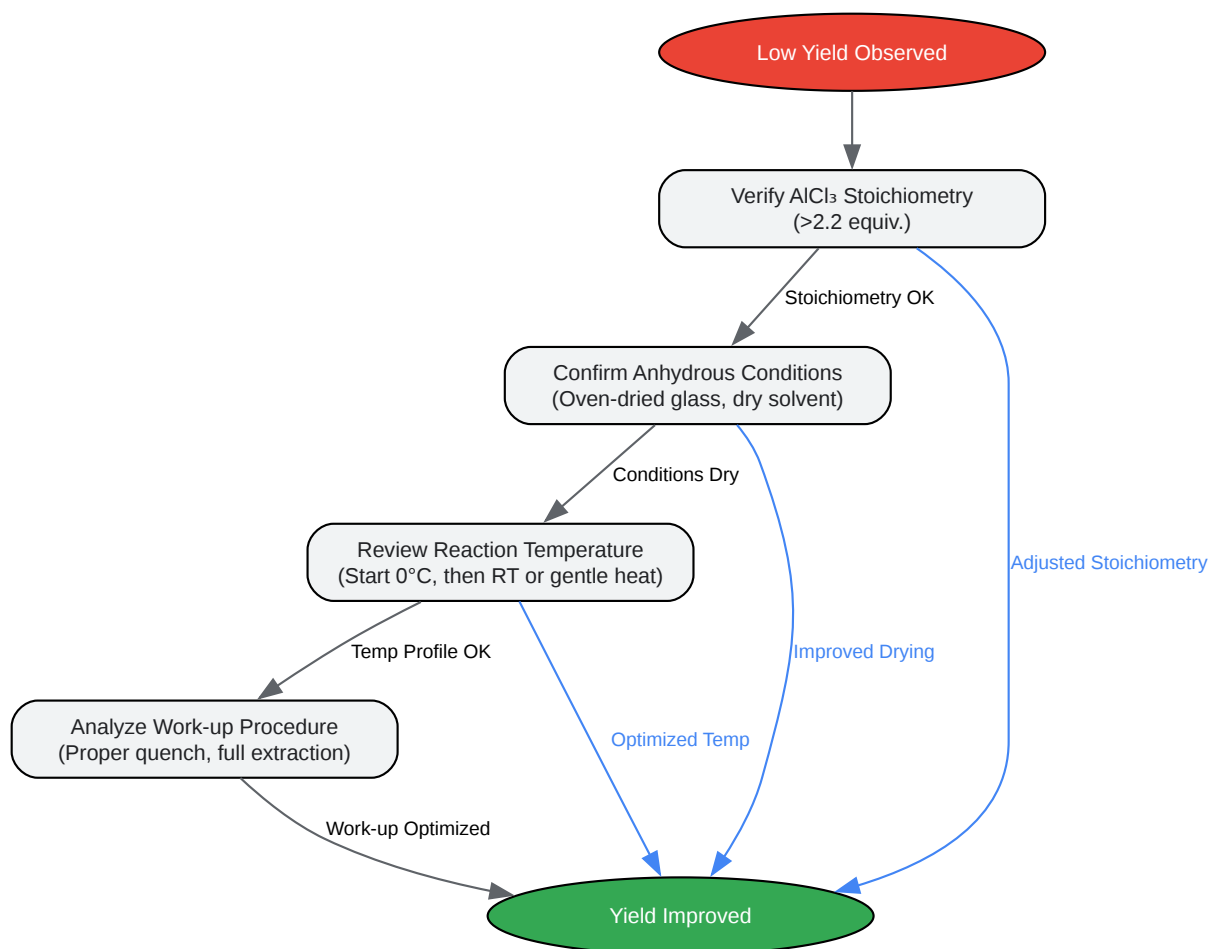 Low Yield Observed
Verify AlCl₃ Stoichiometry
(>2.2 equiv.)
Stoichiometry OK
Confirm Anhydrous Conditions
(Oven-dried glass, dry solvent)
Conditions Dry
Review Reaction Temperature
(Start 0°C, then RT or gentle heat)
Adjusted Stoichiometry
Temp Profile OK
Improved Drying
Analyze Work-up Procedure
(Proper quench, full extraction)
Optimized Temp
Work-up Optimized
Yield Improved